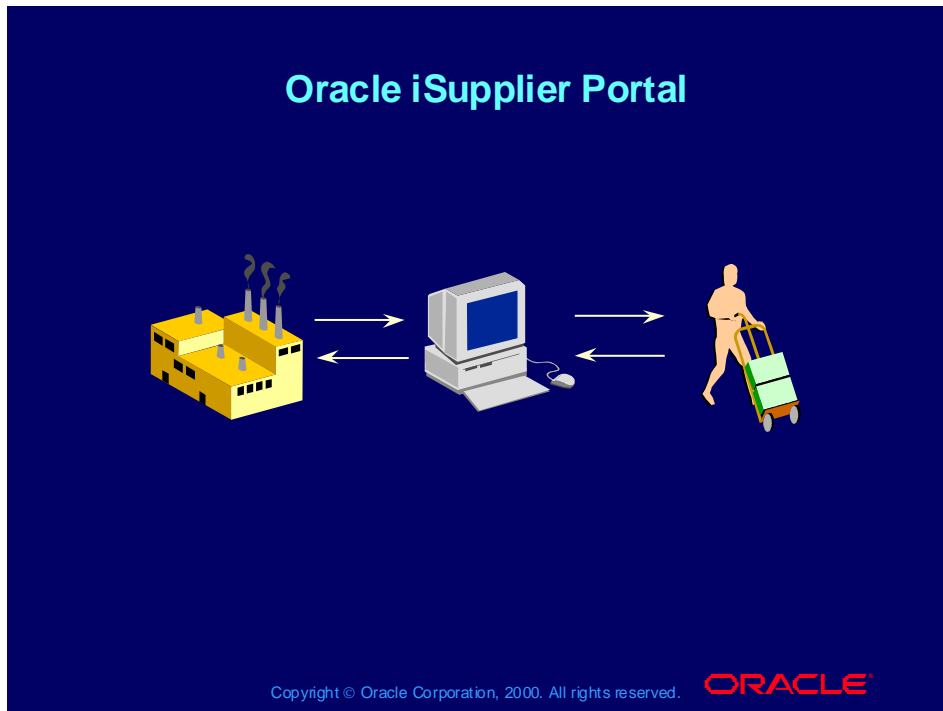 Oracle iSupplier Portal
Copyright © Oracle Corporation, 2000. All rights reserved.
ORACLE®